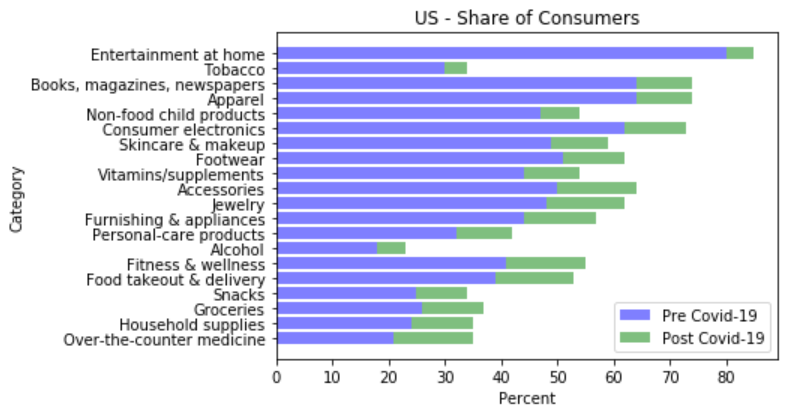 US - Share of Consumers
Category
Entertainment at home
Tobacco
Books, magazines, newspapers
Apparel
Non-food child products
Consumer electronics
Skincare & makeup
Footwear
Vitamins/supplements
Accessories
Jewelry
Furnishing & appliances
Personal-care products
Alcohol
Fitness & wellness
Food takeout & delivery
Snacks
Groceries
Household supplies
Over-the-counter medicine
Pre Covid-19
Post Covid-19
0 10 20 30 40 50 60 70 80
Percent